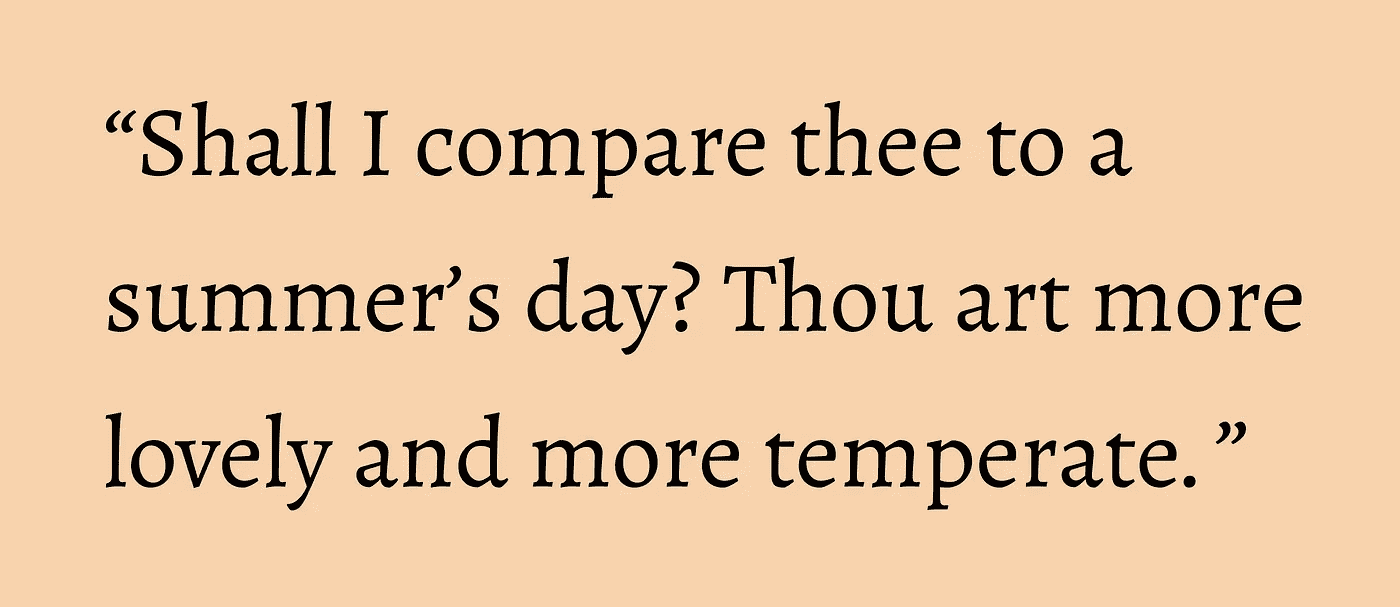 “Shall I compare thee to a
summer’s day? Thou art more
lovely and more temperate. ”